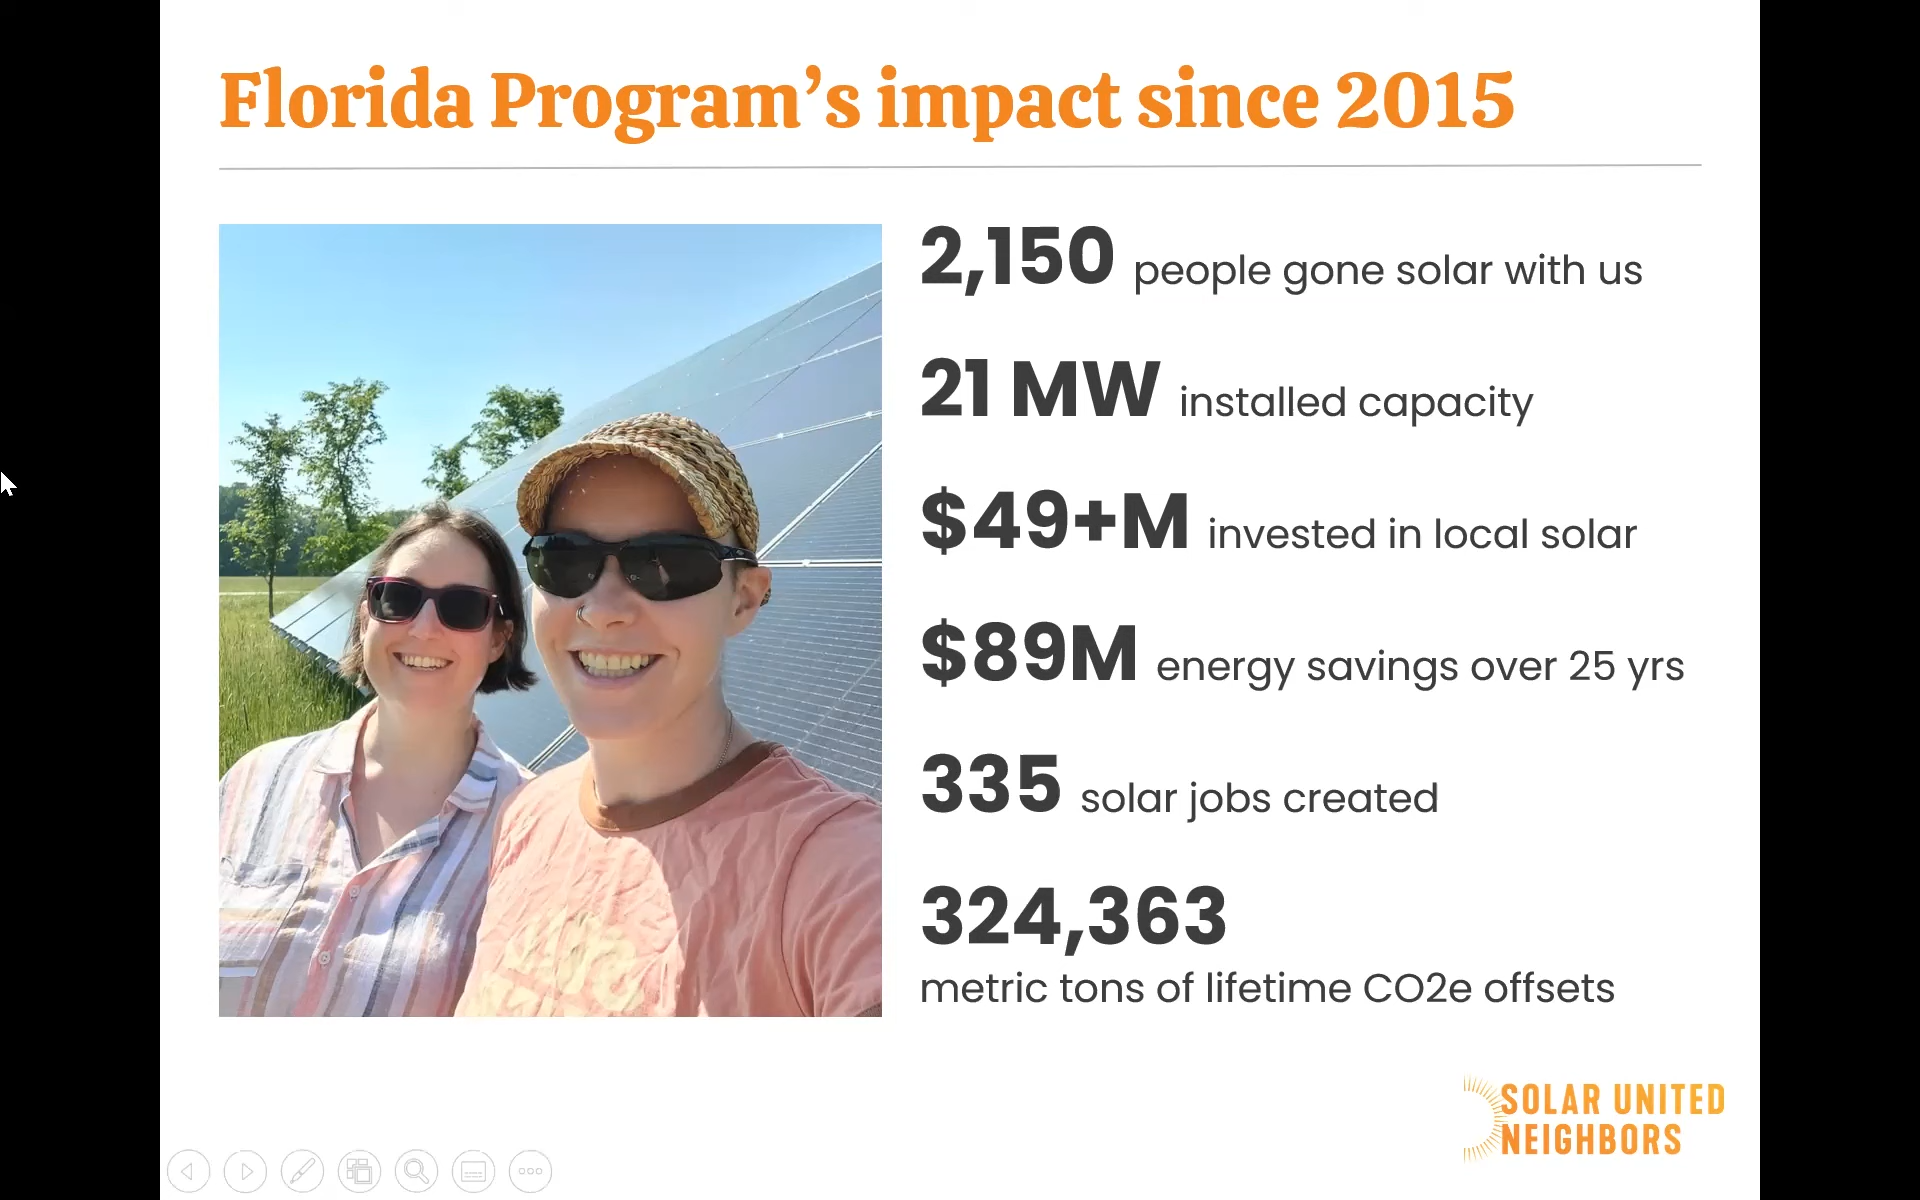 Florida Program's impact since 2015
2,150 people gone solar with us
21 MW installed capacity
$49+M invested in local solar
$89M energy savings over 25 yrs
335 solar jobs created
324,363
metric tons of lifetime CO2e offsets
SOLAR UNITED
NEIGHBORS